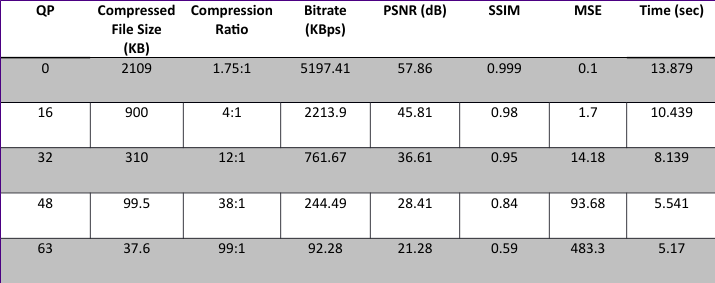 QP Compressed File Size (KB) Compression Ratio Bitrate (KBps) PSNR (dB) SSIM MSE Time (sec)
0 2109 1.75:1 5197.41 57.86 0.999 0.1 13.879
16 900 4:1 2213.9 45.81 0.98 1.7 10.439
32 310 12:1 761.67 36.61 0.95 14.18 8.139
48 99.5 38:1 244.49 28.41 0.84 93.68 5.541
63 37.6 99:1 92.28 21.28 0.59 483.3 5.17